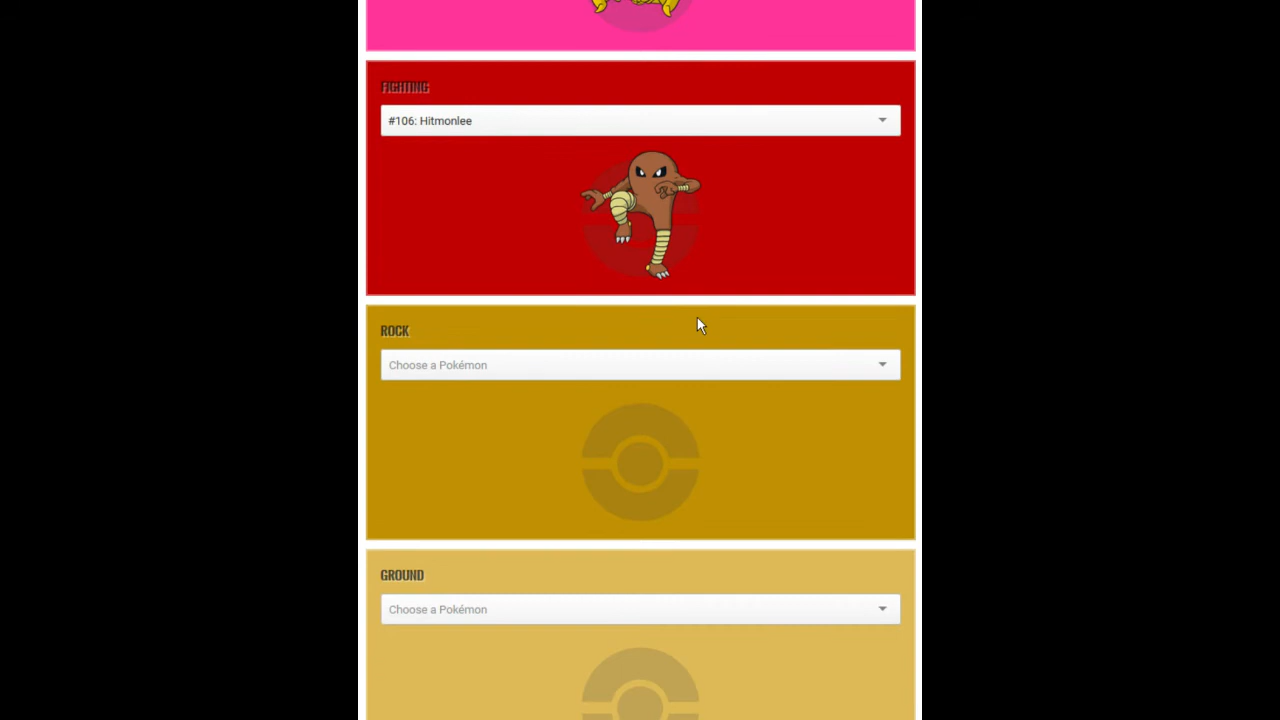 FIGHTING
#106: Hitmonlee
ROCK
Choose a Pokémon
GROUND
Choose a Pokémon